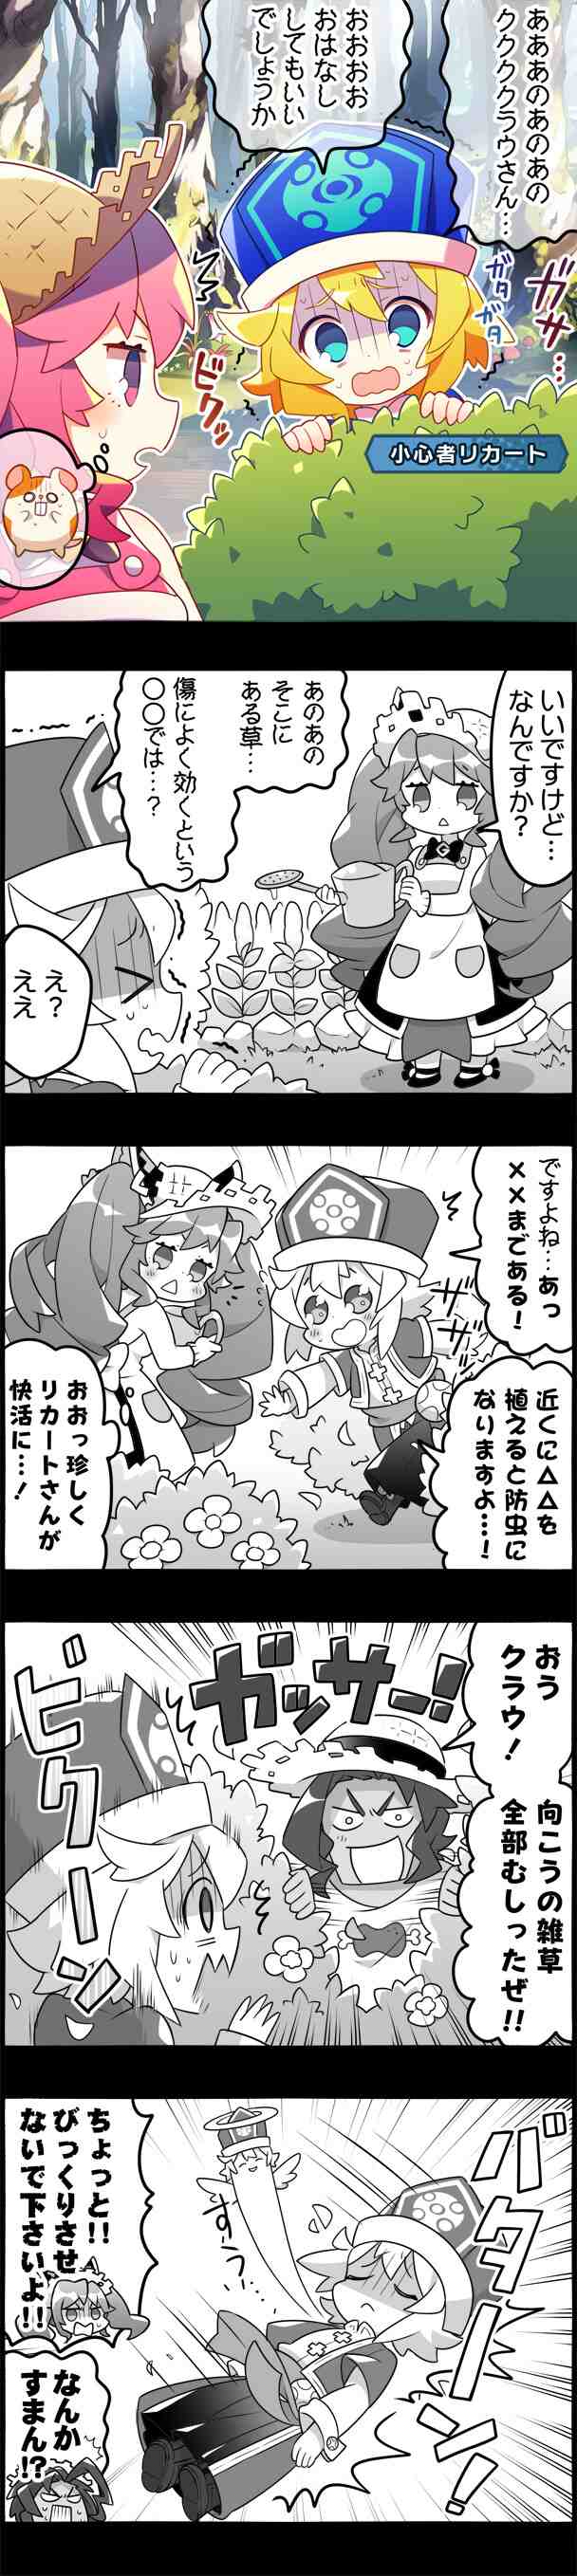 あああのあのあの
クククククラウさん…
おおおお
おはなし
してもいい
でしょうか
ガサ…
ガタガタ
ビクッ
小心者リカート
いいですけど…
なんですか?
あのあの
そこに
ある草…
傷によく効くという
○○では…?
え?
ええ
ですよね…あっ
××まである!
ザザッ
近くに△△を
植えると防虫に
なりますよ…!
おおっ珍しく
リカートさんが
快活に…!
おう
クラウ!
向こうの雑草
全部むしったぜ!!
ガッサー!
ビクーン
バターン!
すぅ…
ちょっと!!
びっくりさせ
ないで下さいよ!!
なんか
すまん!?